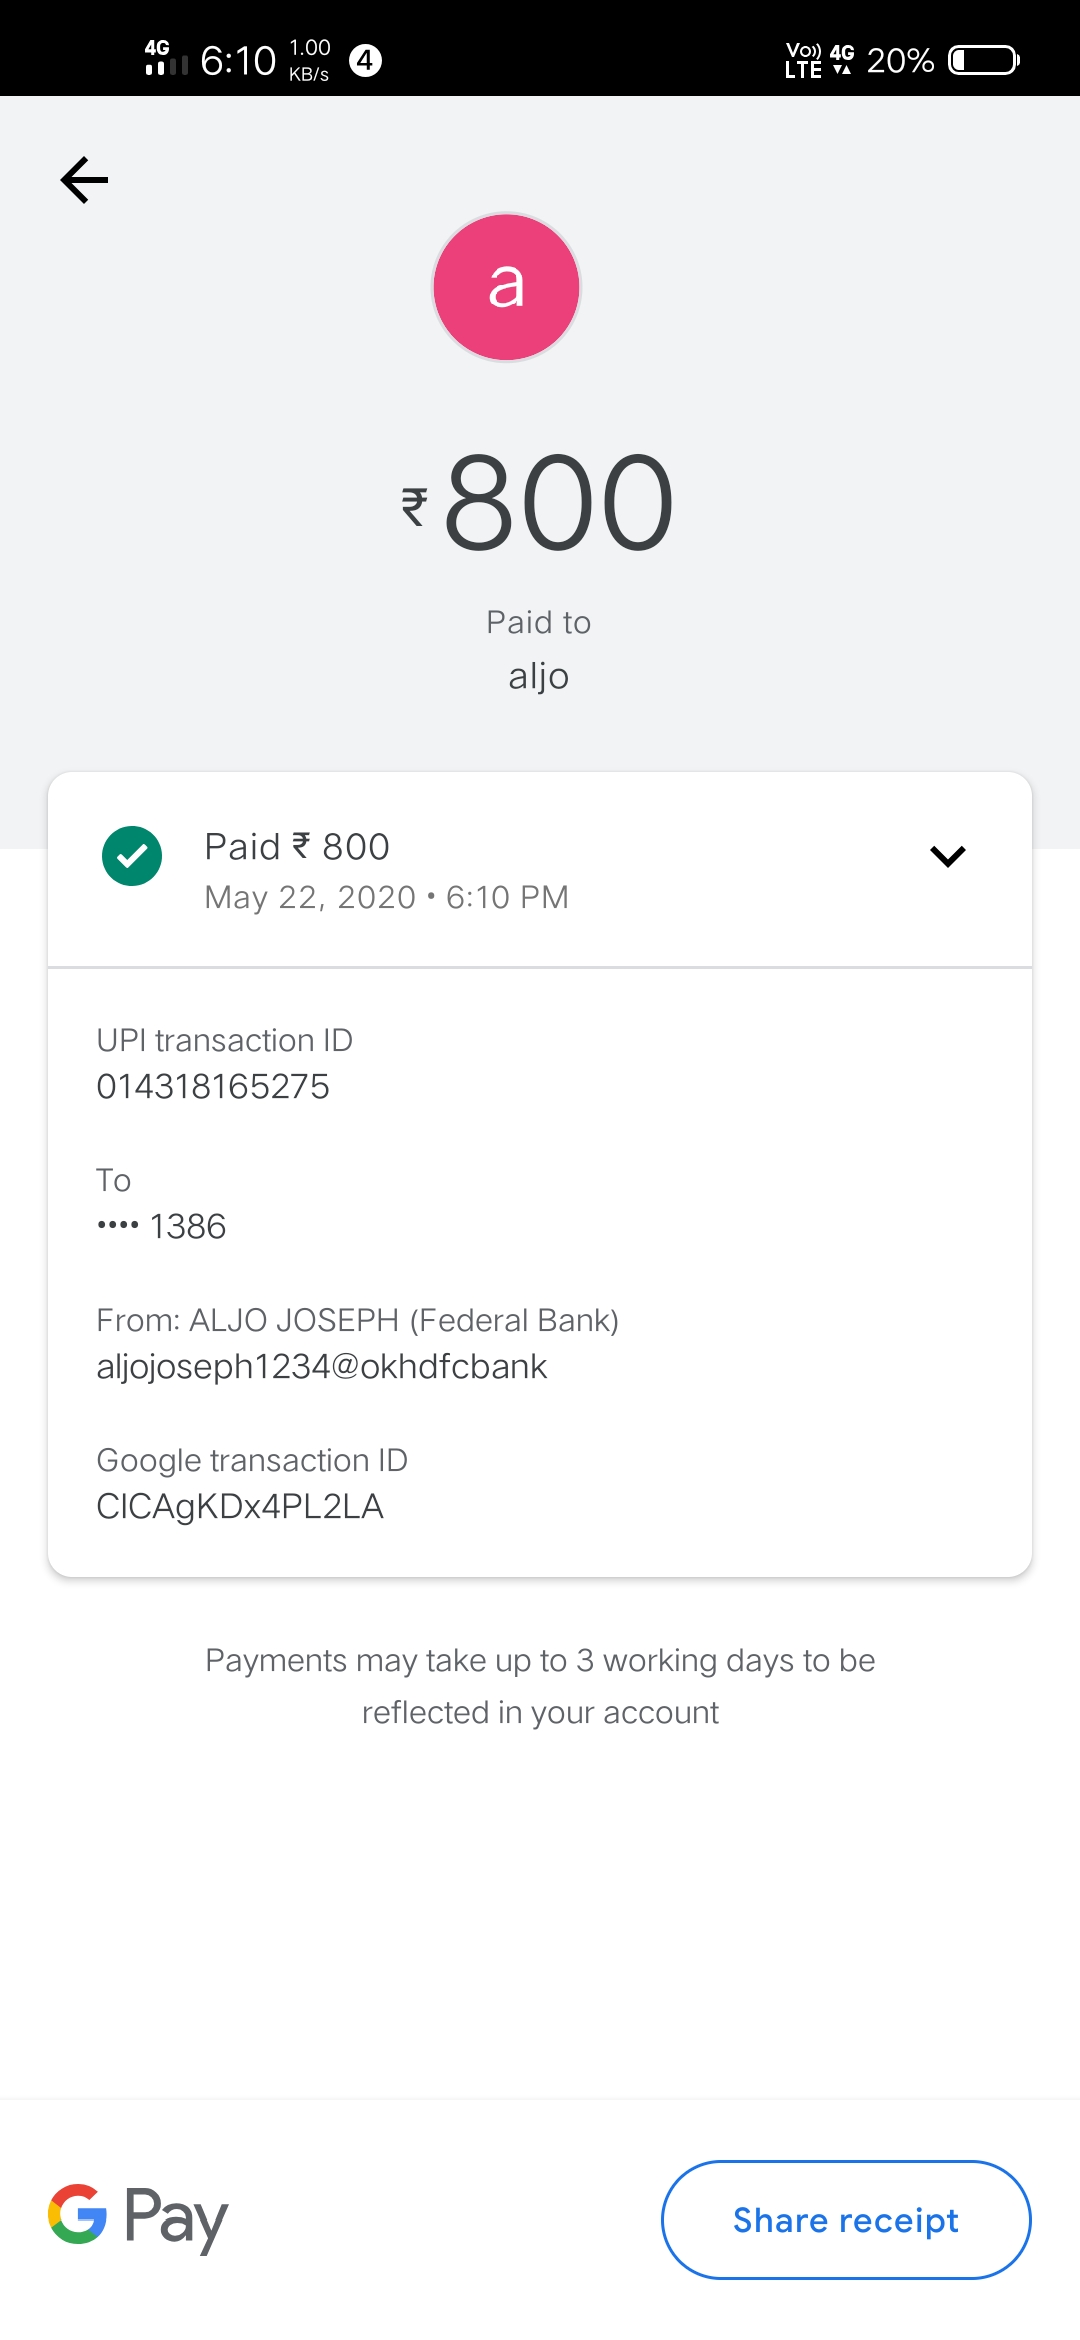 4G 6:10 1.00 KB/s 4 Vo)) LTE 4G 20%
a
₹800
Paid to
aljo
Paid ₹ 800
May 22, 2020 • 6:10 PM
UPI transaction ID
014318165275
To
•••• 1386
From: ALJO JOSEPH (Federal Bank)
aljojoseph1234@okhdfcbank
Google transaction ID
CICAgKDx4PL2LA
Payments may take up to 3 working days to be
reflected in your account
G Pay
Share receipt